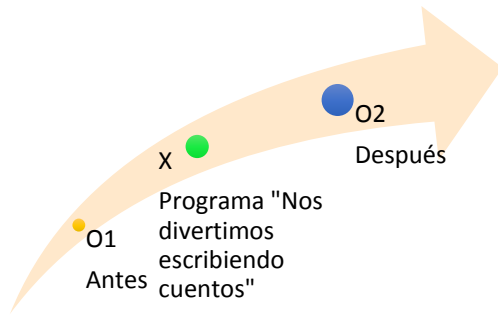 O1
Antes
X
Programa "Nos
divertimos
escribiendo
cuentos"
O2
Después